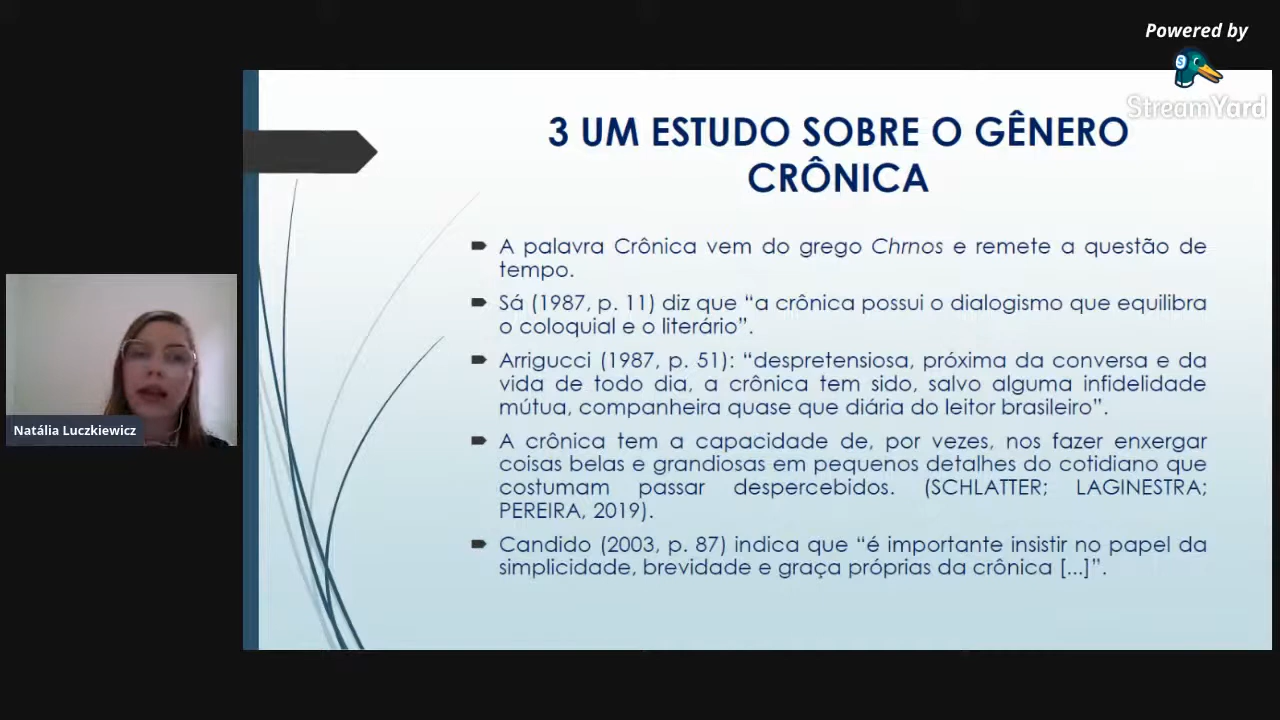 Powered by
StreamYard
3 UM ESTUDO SOBRE O GÊNERO
CRÔNICA
A palavra Crônica vem do grego Chrnos e remete a questão de
tempo.
Sá (1987, p. 11) diz que “a crônica possui o dialogismo que equilibra
o coloquial e o literário”.
Arrigucci (1987, p. 51): “despretensiosa, próxima da conversa e da
vida de todo dia, a crônica tem sido, salvo alguma infidelidade
mútua, companheira quase que diária do leitor brasileiro”.
A crônica tem a capacidade de, por vezes, nos fazer enxergar
coisas belas e grandiosas em pequenos detalhes do cotidiano que
costumam passar despercebidos. (SCHLATTER; LAGINESTRA;
PEREIRA, 2019).
Candido (2003, p. 87) indica que “é importante insistir no papel da
simplicidade, brevidade e graça próprias da crônica [...]”.
Natália Luczkiewicz